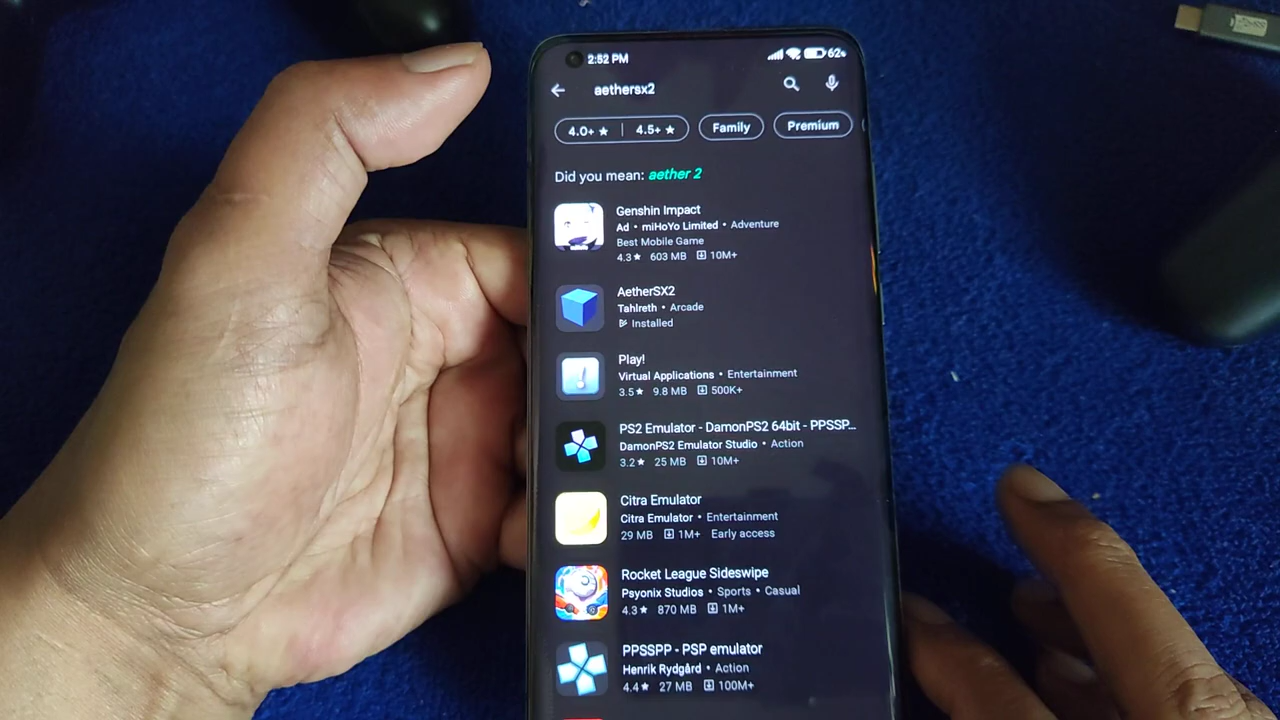 2:52 PM
62%
aethersx2
4.0+ ★ | 4.5+ ★
Family
Premium
Did you mean: aether 2
Genshin Impact
Ad • miHoYo Limited • Adventure
Best Mobile Game
4.3★ 603 MB 10M+
AetherSX2
Tahlreth • Arcade
Installed
Play!
Virtual Applications • Entertainment
3.5★ 9.8 MB 500K+
PS2 Emulator - DamonPS2 64bit - PPSSP...
DamonPS2 Emulator Studio • Action
3.2★ 25 MB 10M+
Citra Emulator
Citra Emulator • Entertainment
29 MB 1M+ Early access
Rocket League Sideswipe
Psyonix Studios • Sports • Casual
4.3★ 870 MB 1M+
PPSSPP - PSP emulator
Henrik Rydgård • Action
4.4★ 27 MB 100M+